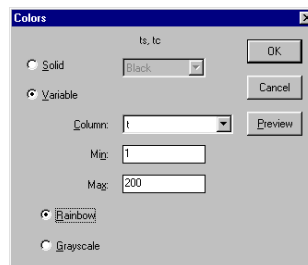 Colors
ts, tc
OK
Solid
Black
Cancel
Variable
Column: t
Preview
Min: 1
Max: 200
Rainbow
Grayscale